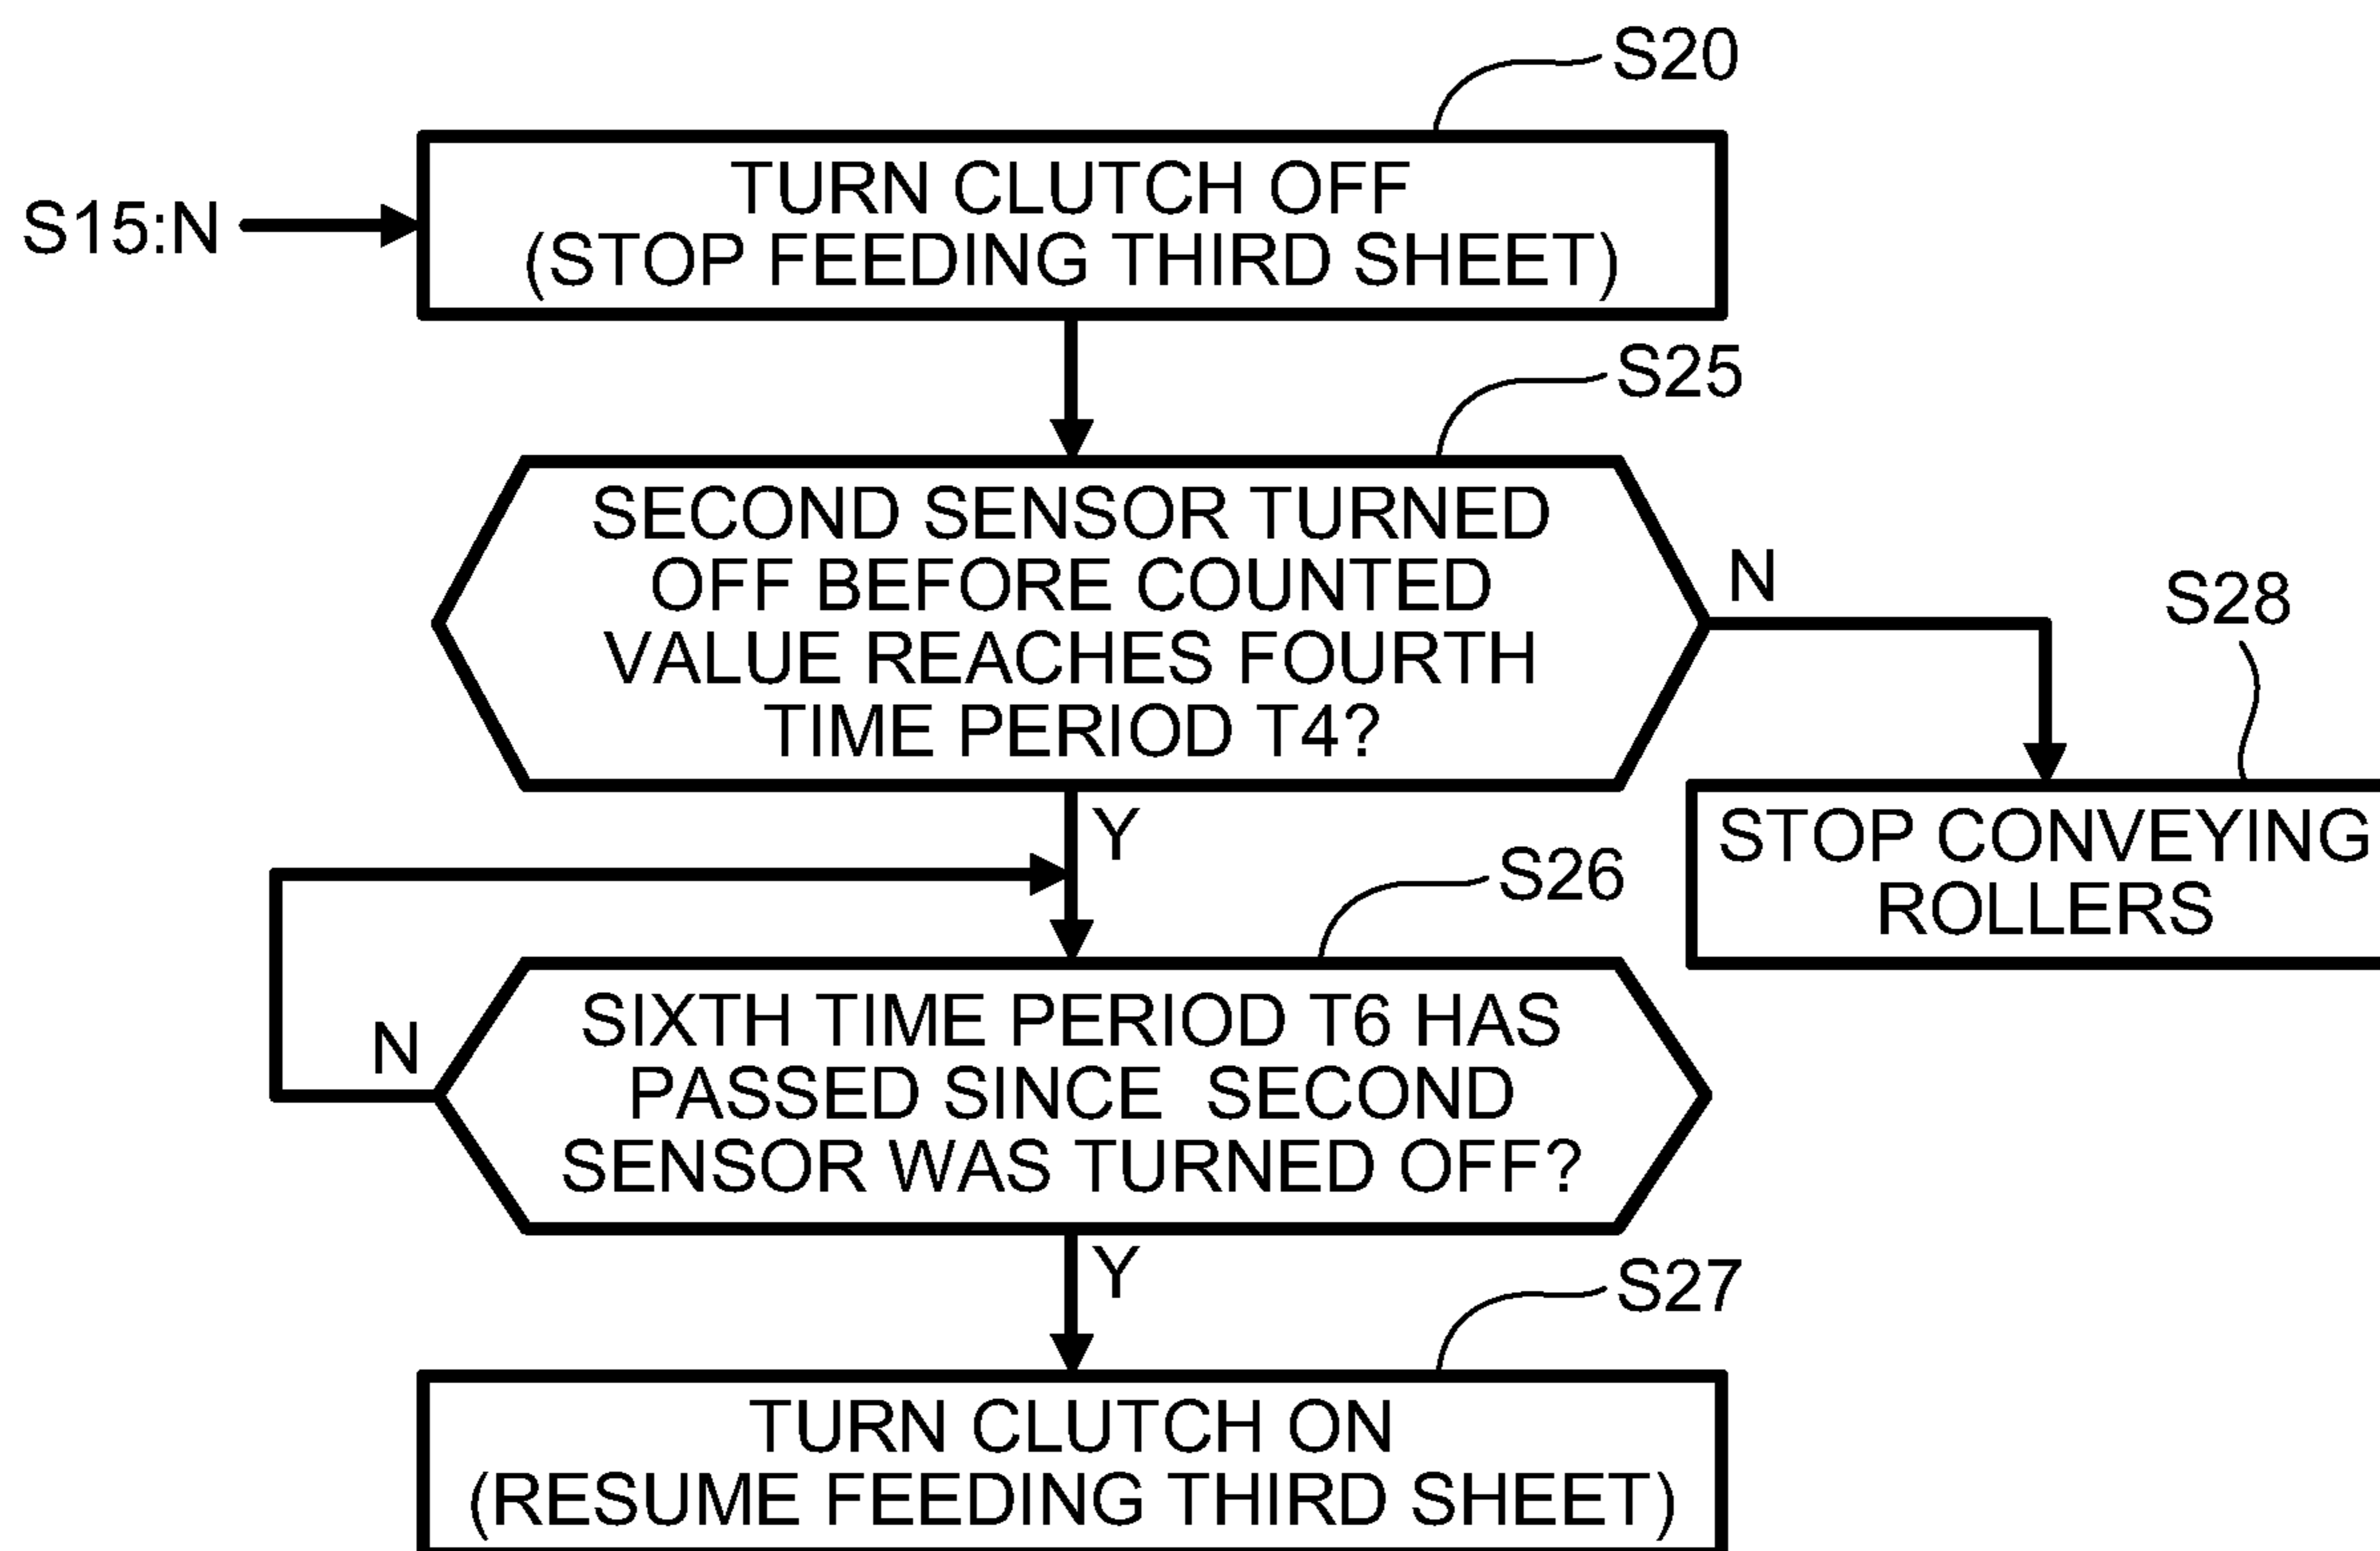 S20
S15:N
TURN CLUTCH OFF
(STOP FEEDING THIRD SHEET)
S25
SECOND SENSOR TURNED
OFF BEFORE COUNTED
VALUE REACHES FOURTH
TIME PERIOD T4?
N
S28
STOP CONVEYING
ROLLERS
Y
S26
N
SIXTH TIME PERIOD T6 HAS
PASSED SINCE SECOND
SENSOR WAS TURNED OFF?
Y
S27
TURN CLUTCH ON
(RESUME FEEDING THIRD SHEET)